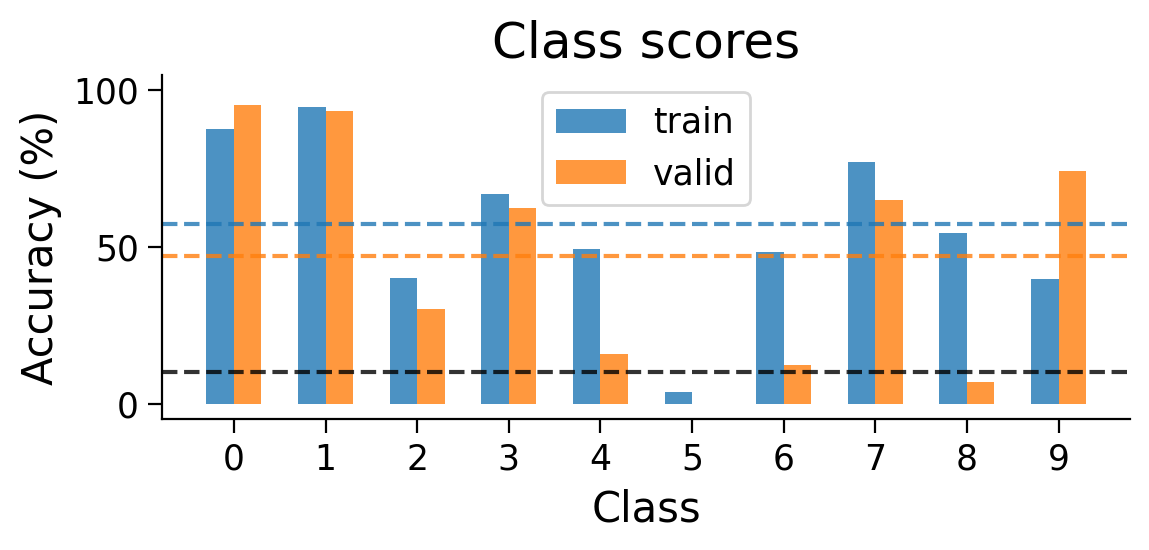 Class scores
train
valid
Accuracy (%)
100
50
0
0 1 2 3 4 5 6 7 8 9
Class